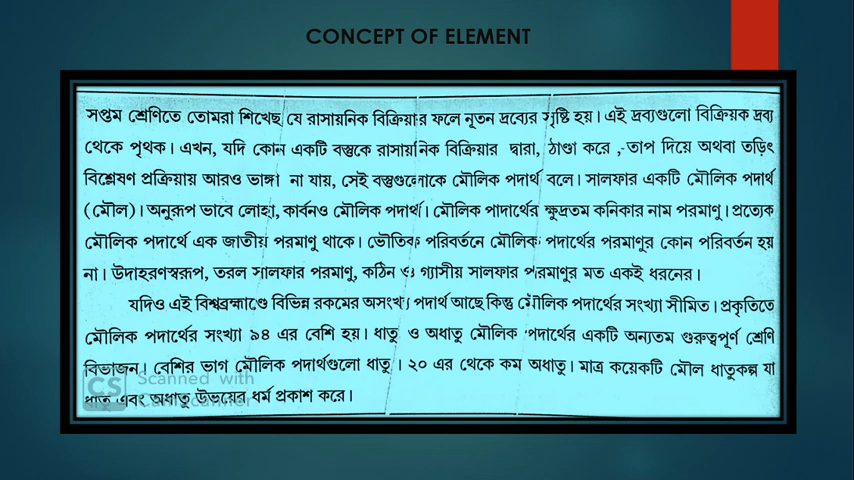 CONCEPT OF ELEMENT
সপ্তম শ্রেণিতে তোমরা শিখেছ যে রাসায়নিক বিক্রিয়ার ফলে নূতন দ্রব্যের সৃষ্টি হয়। এই দ্রব্যগুলো বিক্রিয়ক দ্রব্য
থেকে পৃথক। এখন, যদি কোন একটি বস্তুকে রাসায়নিক বিক্রিয়ার দ্বারা, ঠাণ্ডা করে , তাপ দিয়ে অথবা তড়িৎ
বিশ্লেষণ প্রক্রিয়ায় আরও ভাঙ্গা না যায়, সেই বস্তুগুলোকে মৌলিক পদার্থ বলে। সালফার একটি মৌলিক পদার্থ
(মৌল)। অনুরূপ ভাবে লোহা, কার্বনও মৌলিক পদার্থ। মৌলিক পাদার্থের ক্ষুদ্রতম কনিকার নাম পরমাণু। প্রত্যেক
মৌলিক পদার্থে এক জাতীয় পরমাণু থাকে। ভৌতিক পরিবর্তনে মৌলিক পদার্থের পরমাণুর কোন পরিবর্তন হয়
না। উদাহরণস্বরূপ, তরল সালফার পরমাণু, কঠিন ও গ্যাসীয় সালফার পরমাণুর মত একই ধরনের।
যদিও এই বিশ্বব্রহ্মাণ্ডে বিভিন্ন রকমের অসংখ্য পদার্থ আছে কিন্তু মৌলিক পদার্থের সংখ্যা সীমিত। প্রকৃতিতে
মৌলিক পদার্থের সংখ্যা ৯৪ এর বেশি হয়। ধাতু ও অধাতু মৌলিক পদার্থের একটি অন্যতম গুরুত্বপূর্ণ শ্রেণি
বিভাজন। বেশির ভাগ মৌলিক পদার্থগুলো ধাতু । ২০ এর থেকে কম অধাতু। মাত্র কয়েকটি মৌল ধাতুকল্প যা
ধাতু এবং অধাতু উভয়ের ধর্ম প্রকাশ করে।
CS Scanned with
CamScanner